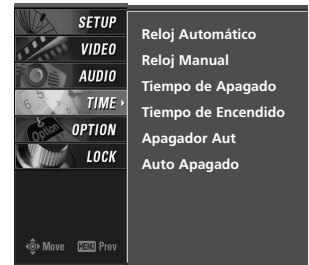 SETUP
VIDEO
AUDIO
TIME
OPTION
LOCK
Move MENU Prev
Reloj Automático
Reloj Manual
Tiempo de Apagado
Tiempo de Encendido
Apagador Aut
Auto Apagado